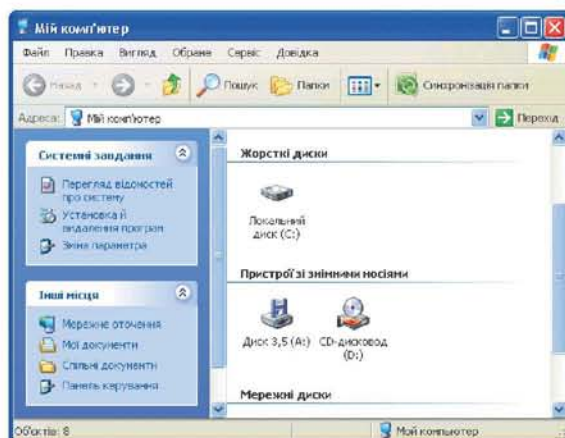 Мій комп'ютер
Файл Правка Вигляд Обране Сервіс Довідка
Назад Пошук Папки Синхронізація папки
Адреса: Мій комп'ютер Перехід
Системні завдання
Перегляд відомостей
про систему
Установка й
видалення програм
Зміна параметра
Інші місця
Мережне оточення
Мої документи
Спільні документи
Панель керування
Жорсткі диски
Локальний
диск (C:)
Пристрої зі знімними носіями
Диск 3,5 (A:)
CD-дисковод
(D:)
Мережні диски
Об'єктів: 8 Мой компьютер